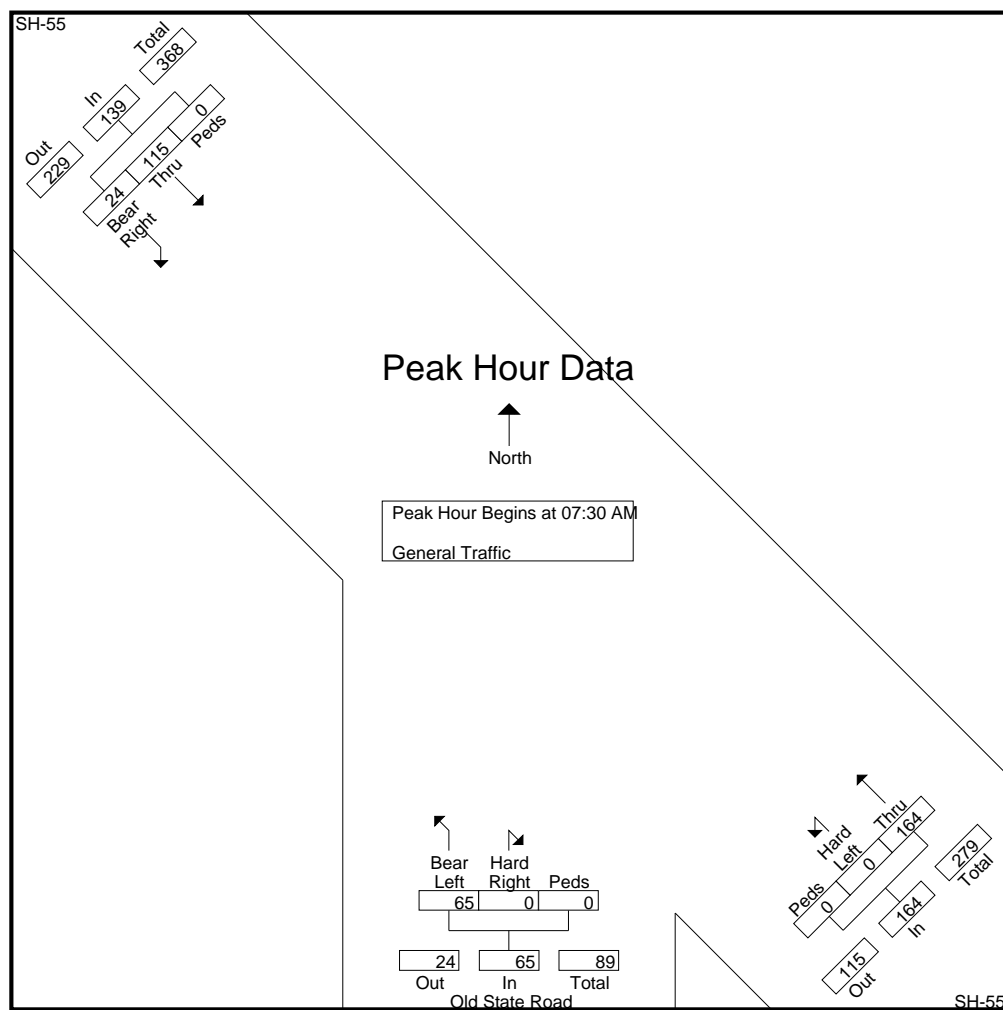 SH-55
Total
368
In
139
Out
229
0
115
24
Peds
Thru
Bear
Right
Peak Hour Data
North
Peak Hour Begins at 07:30 AM
General Traffic
Bear
Left
Hard
Right
Peds
65
0
0
24
65
89
Out
In
Total
Old State Road
Thru
Hard
Left
Peds
164
0
0
279
Total
164
In
115
Out
SH-55